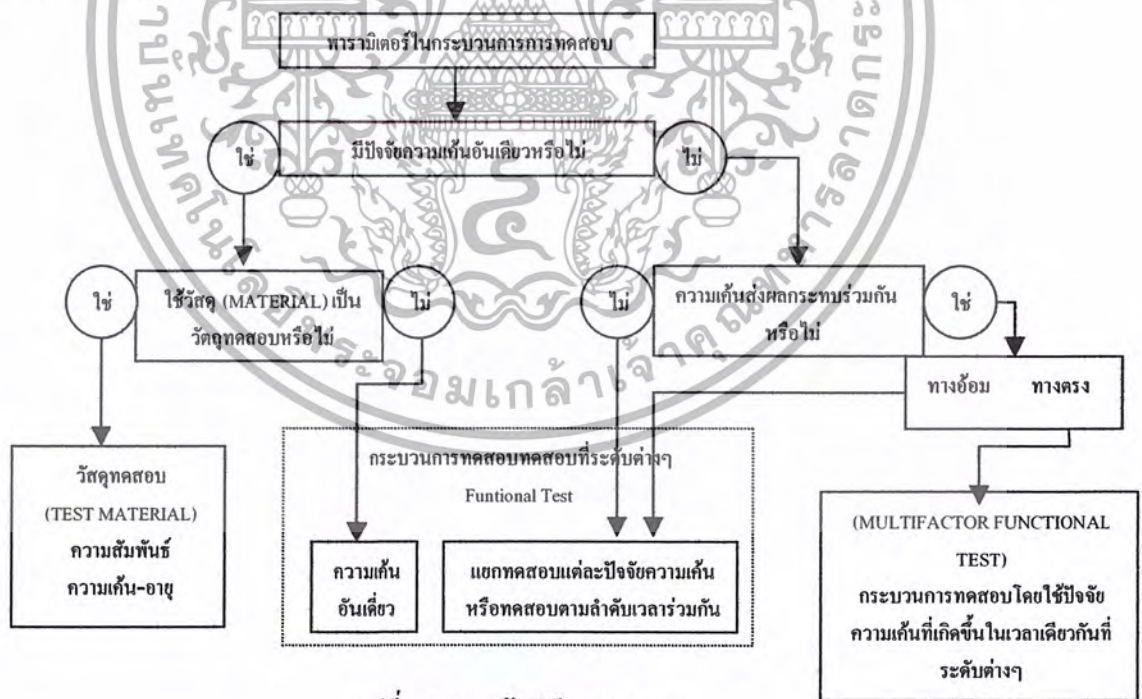 พารามิเตอร์ในกระบวนการการทดสอบ
ใช่
มีปัจจัยความเค้นอันเดียวหรือไม่
ไม่
ใช่
ใช้วัสดุ (MATERIAL) เป็น
วัตถุทดสอบหรือไม่
ไม่
ไม่
ความเค้นส่งผลกระทบร่วมกัน
หรือไม่
ใช่
ทางอ้อม ทางตรง
วัสดุทดสอบ
(TEST MATERIAL)
ความสัมพันธ์
ความเค้น-อายุ
กระบวนการทดสอบทดสอบที่ระดับต่างๆ
Funtional Test
ความเค้น
อันเดี่ยว
แยกทดสอบแต่ละปัจจัยความเค้น
หรือทดสอบตามลำดับเวลาร่วมกัน
(MULTIFACTOR FUNCTIONAL
TEST)
กระบวนการทดสอบโดยใช้ปัจจัย
ความเค้นที่เกิดขึ้นในเวลาเดียวกันที่
ระดับต่างๆ